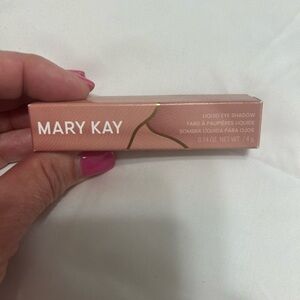 MARY KAY
LIQUID EYE SHADOW
FARD À PAUPIÈRES LIQUIDE
SOMBRA LÍQUIDA PARA OJOS
0.14 OZ. NET WT. / 4 g